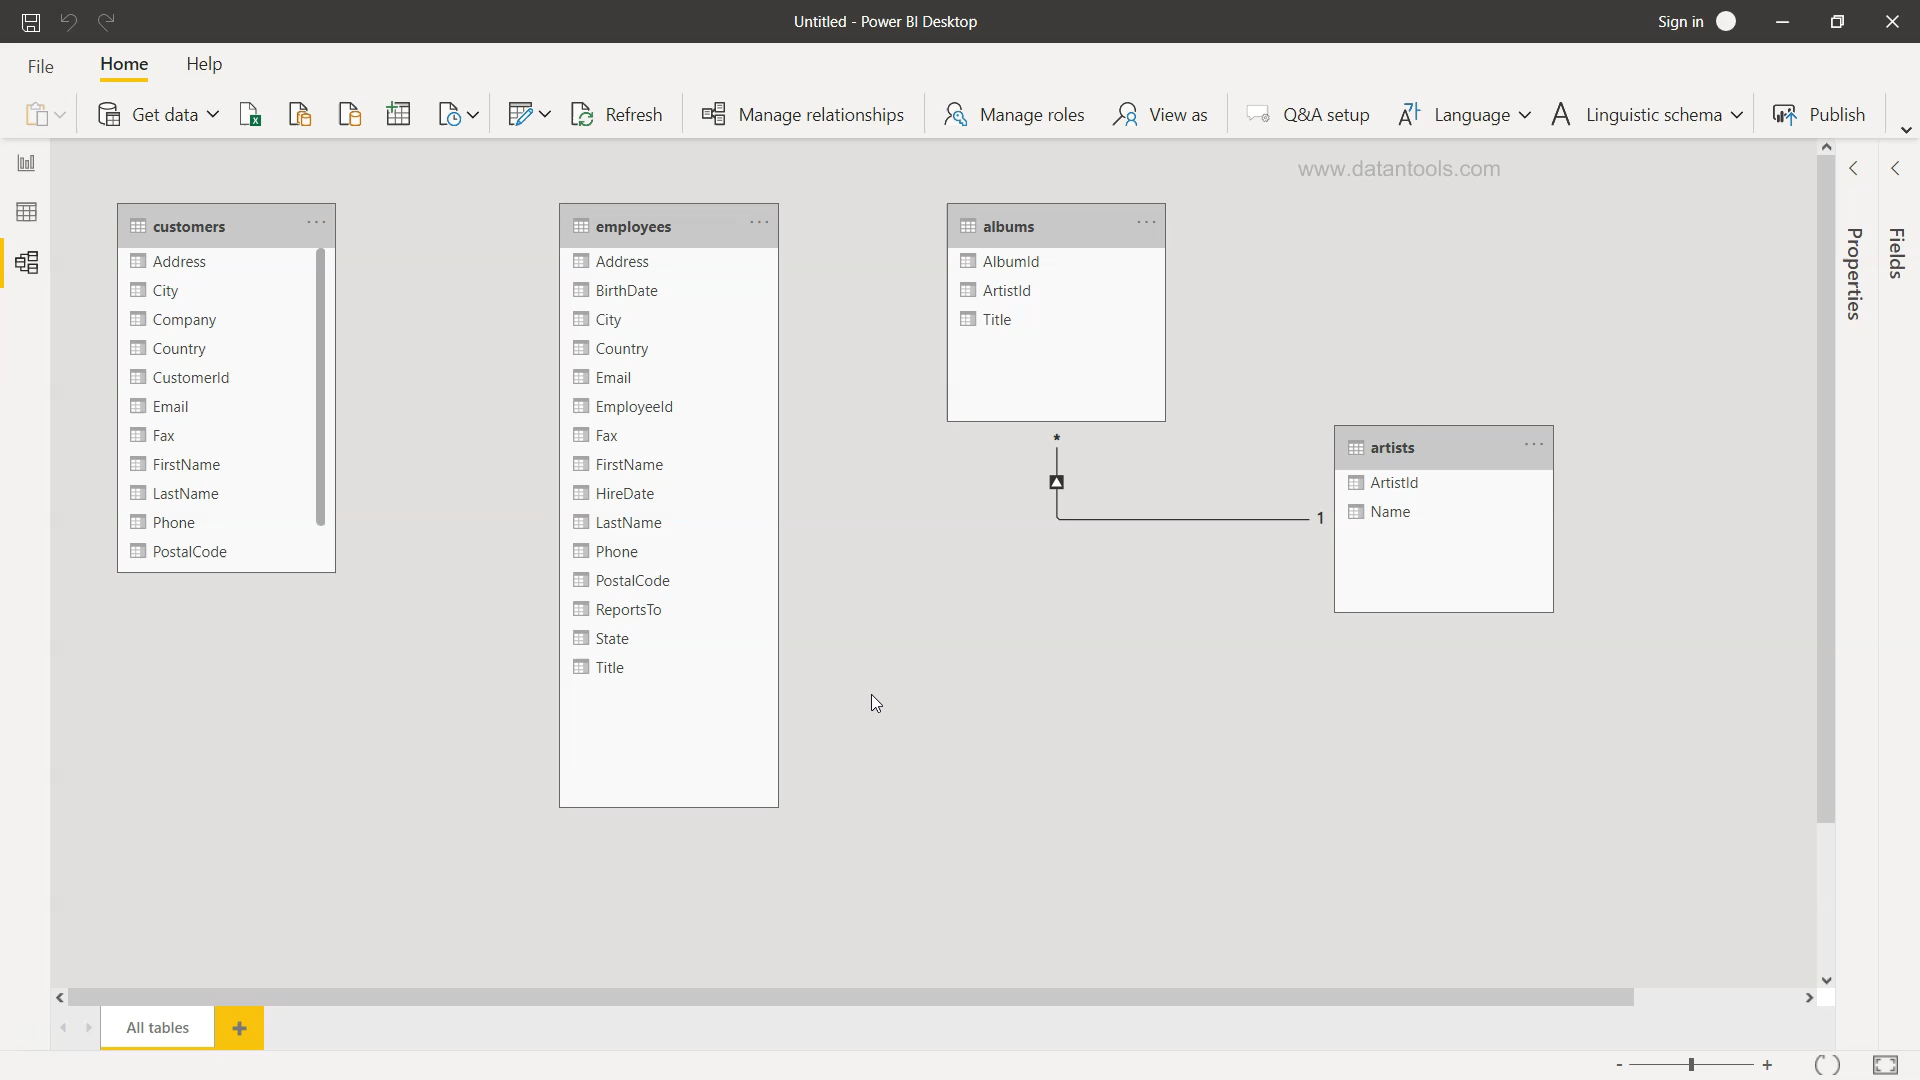 Untitled - Power BI Desktop
Sign in
File
Home
Help
Get data
Refresh
Manage relationships
Manage roles
View as
Q&A setup
Language
Linguistic schema
Publish
www.datantools.com
customers
Address
City
Company
Country
CustomerId
Email
Fax
FirstName
LastName
Phone
PostalCode
employees
Address
BirthDate
City
Country
Email
EmployeeId
Fax
FirstName
HireDate
LastName
Phone
PostalCode
ReportsTo
State
Title
albums
AlbumId
ArtistId
Title
*
1
artists
ArtistId
Name
Properties
Fields
All tables
+
- +